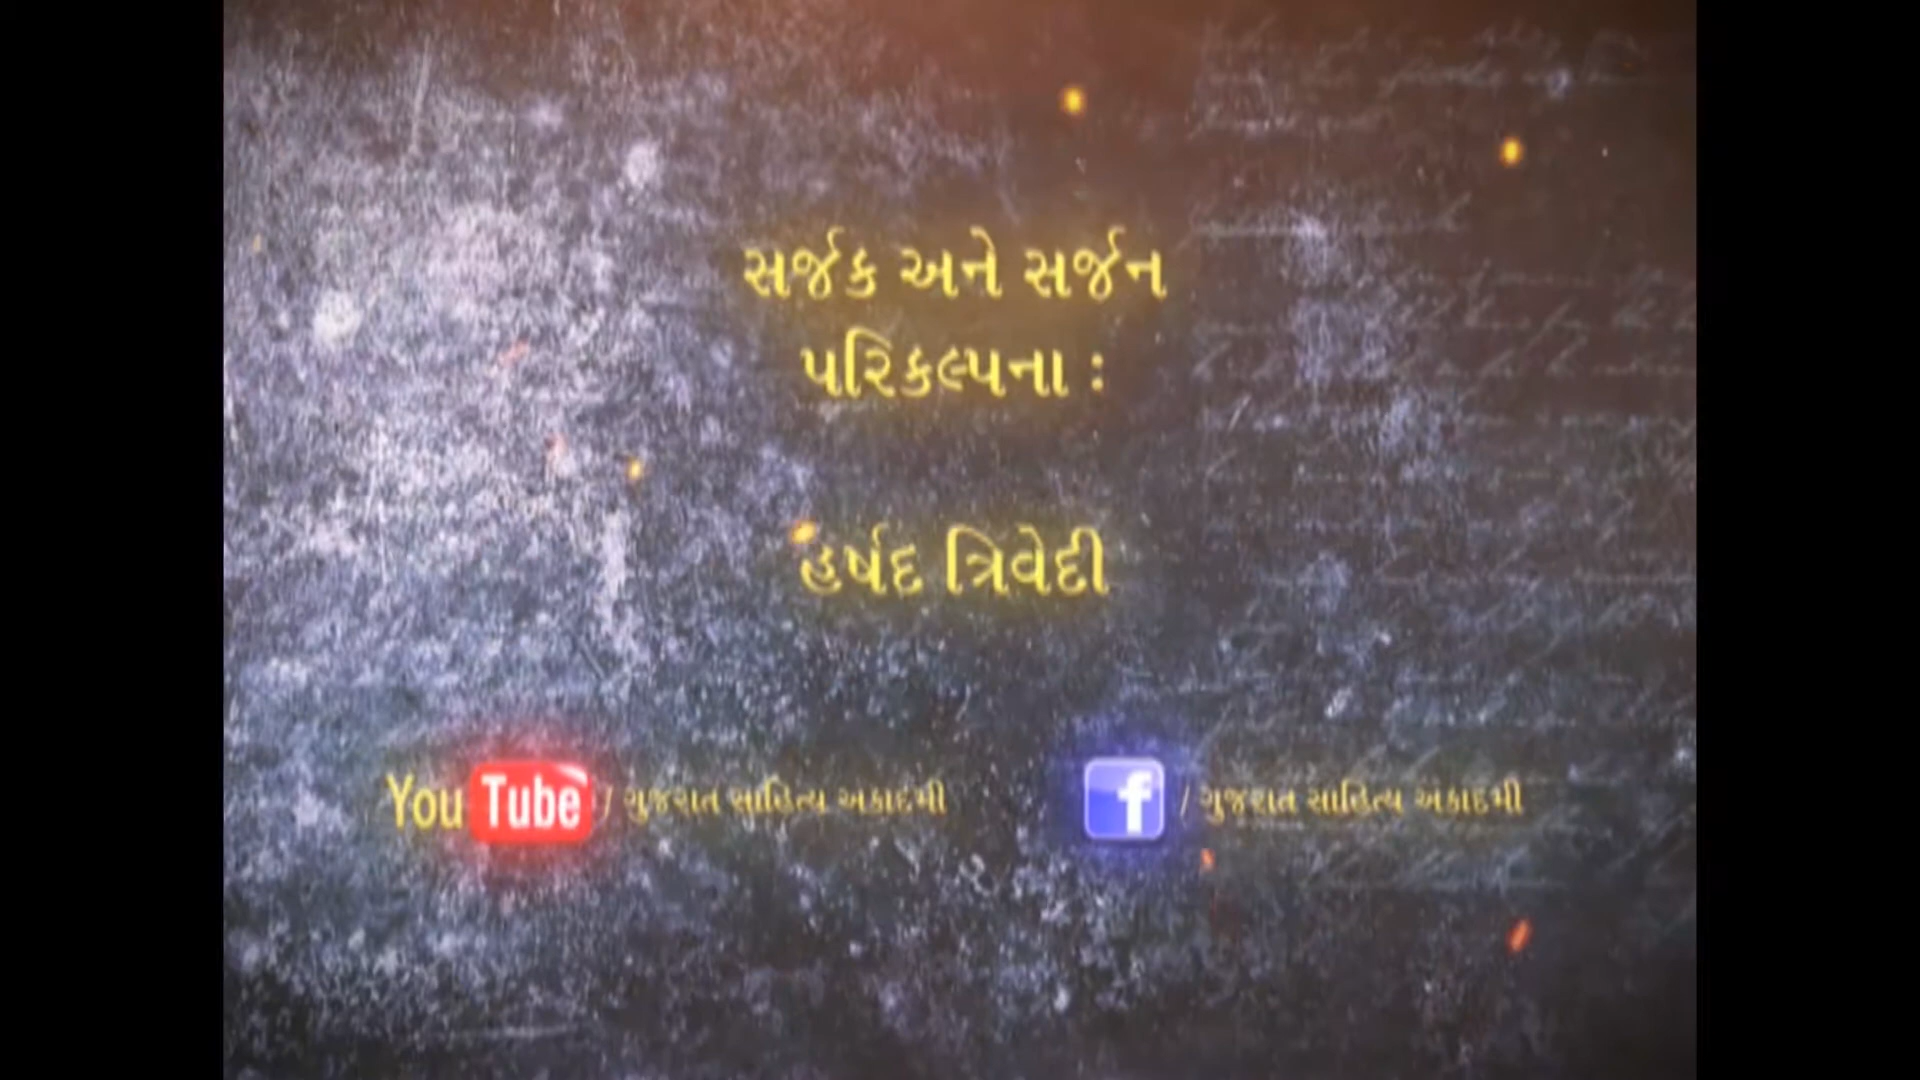 સર્જક અને સર્જન
પરિકલ્પના :
હર્ષદ ત્રિવેદી
YouTube / ગુજરાત સાહિત્ય અકાદમી
f / ગુજરાત સાહિત્ય અકાદમી